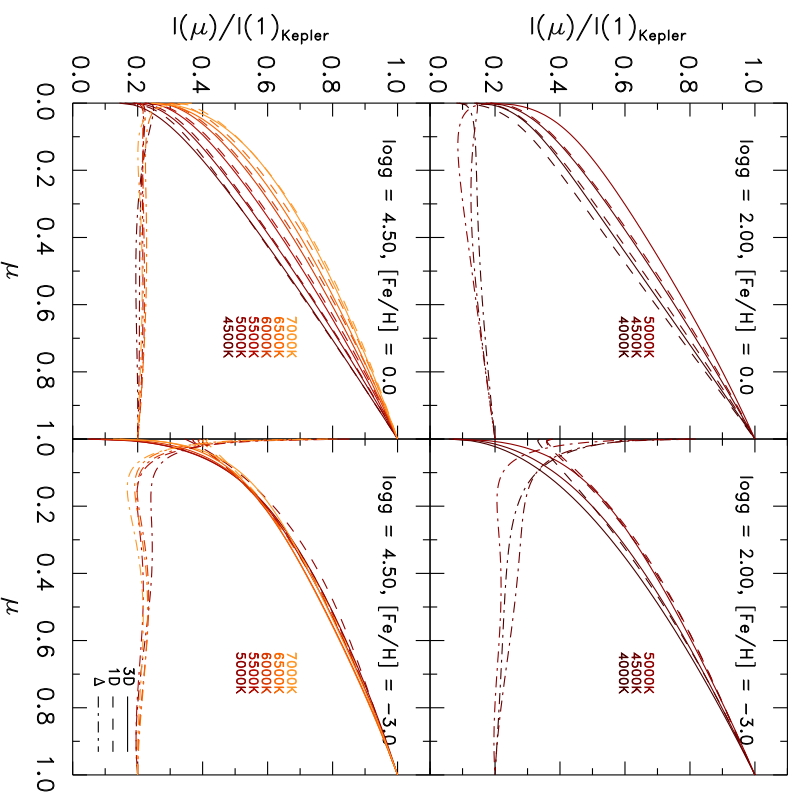 I(μ)/I(1)Kepler
1.0
0.8
0.6
0.4
0.2
0.0
logg = 2.00, [Fe/H] = 0.0
5000K
4500K
4000K
logg = 2.00, [Fe/H] = −3.0
5000K
4500K
4000K
I(μ)/I(1)Kepler
1.0
0.8
0.6
0.4
0.2
0.0
logg = 4.50, [Fe/H] = 0.0
7000K
6500K
6000K
5500K
5000K
4500K
logg = 4.50, [Fe/H] = −3.0
7000K
6500K
6000K
5500K
5000K
3D
1D
Δ
0.0 0.2 0.4 0.6 0.8 1.0 0.2 0.4 0.6 0.8 1.0
μ μ